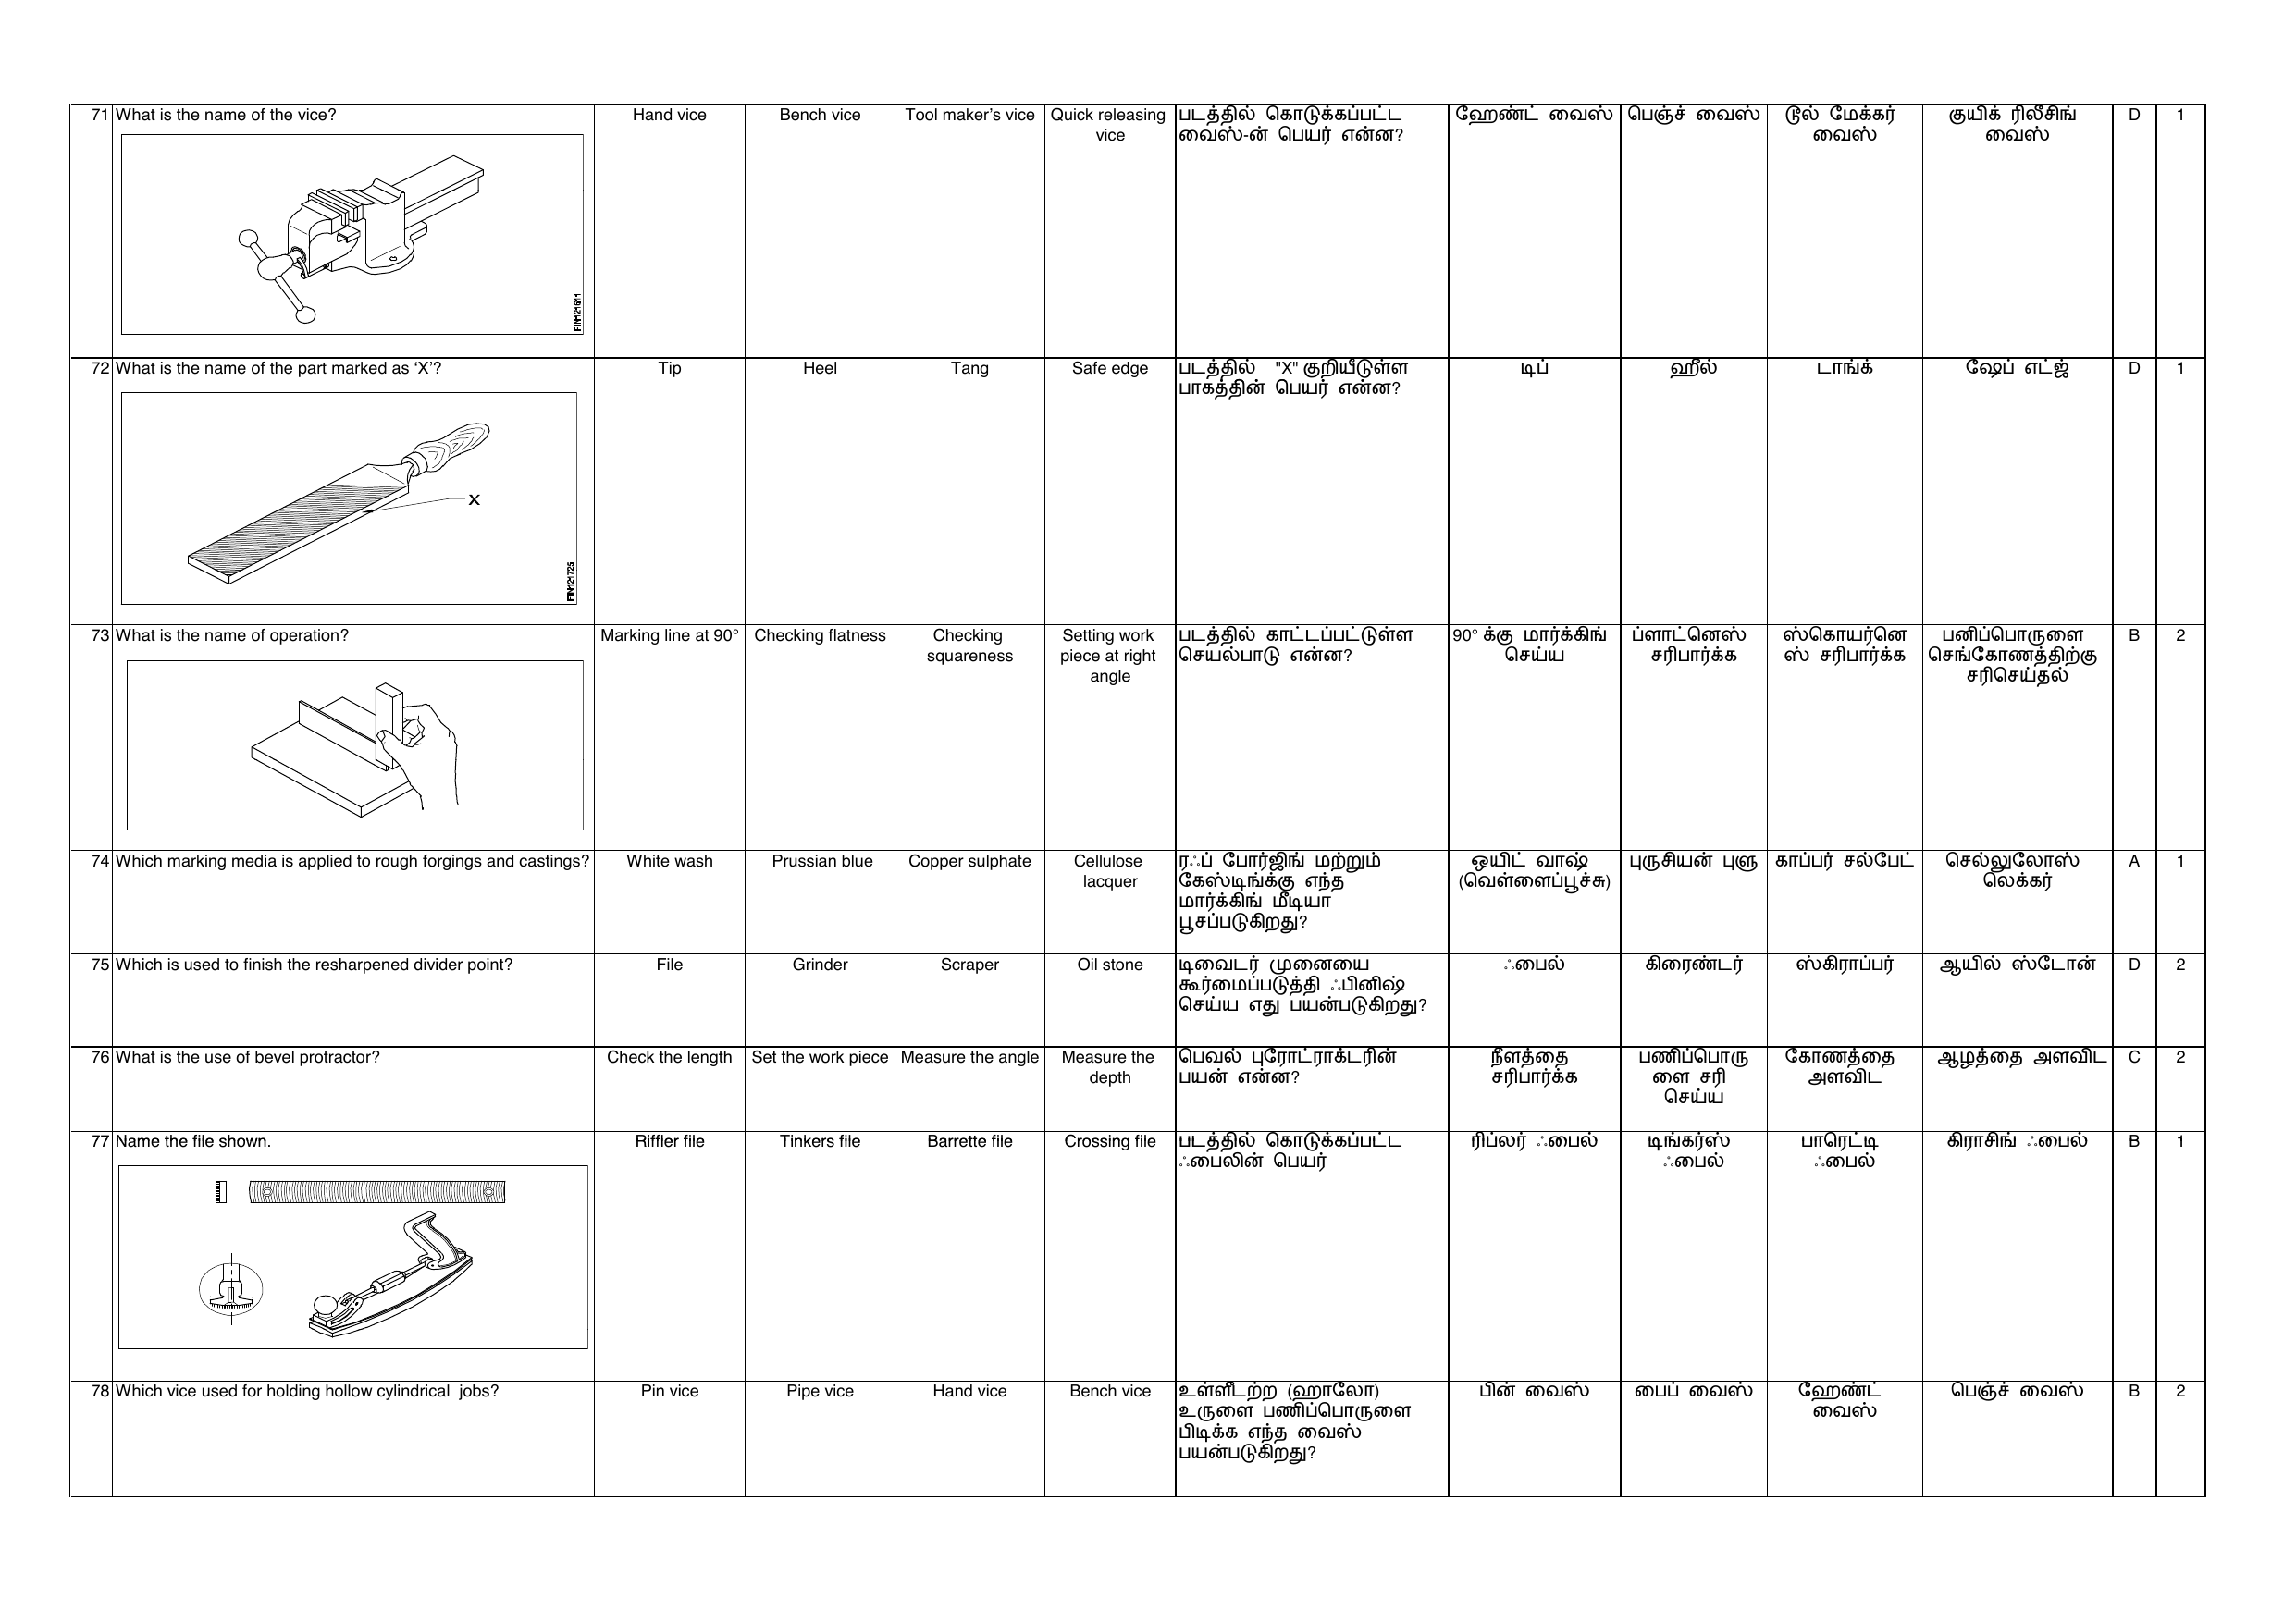 71 What is the name of the vice? Hand vice Bench vice Tool maker's vice Quick releasing படத்தில் கொடுக்கப்பட்ட ஹேண்ட் வைஸ் பெஞ்ச் வைஸ் டூல் மேக்கர் குயிக் ரிலீசிங் D 1
vice வைஸ்-ன் பெயர் என்ன? வைஸ் வைஸ்
FIN121611
72 What is the name of the part marked as ‘X’? Tip Heel Tang Safe edge படத்தில் "X" குறியீடுள்ள டிப் ஹீல் டாங்க் ஷேப் எட்ஜ் D 1
பாகத்தின் பெயர் என்ன?
X
FIN121725
73 What is the name of operation? Marking line at 90° Checking flatness Checking Setting work படத்தில் காட்டப்பட்டுள்ள 90° க்கு மார்க்கிங் ப்ளாட்னெஸ் ஸ்கொயர்னெ பனிப்பொருளை B 2
squareness piece at right செயல்பாடு என்ன? செய்ய சரிபார்க்க ஸ் சரிபார்க்க செங்கோணத்திற்கு
angle சரிசெய்தல்
74 Which marking media is applied to rough forgings and castings? White wash Prussian blue Copper sulphate Cellulose ரஃப் போர்ஜிங் மற்றும் ஒயிட் வாஷ் புருசியன் புளு காப்பர் சல்பேட் செல்லுலோஸ் A 1
lacquer கேஸ்டிங்க்கு எந்த (வெள்ளைப்பூச்சு) லெக்கர்
மார்க்கிங் மீடியா
பூசப்படுகிறது?
75 Which is used to finish the resharpened divider point? File Grinder Scraper Oil stone டிவைடர் முனையை ஃபைல் கிரைண்டர் ஸ்கிராப்பர் ஆயில் ஸ்டோன் D 2
கூர்மைப்படுத்தி ஃபினிஷ்
செய்ய எது பயன்படுகிறது?
76 What is the use of bevel protractor? Check the length Set the work piece Measure the angle Measure the பெவல் புரோட்ராக்டரின் நீளத்தை பணிப்பொரு கோணத்தை ஆழத்தை அளவிட C 2
depth பயன் என்ன? சரிபார்க்க ளை சரி அளவிட
செய்ய
77 Name the file shown. Riffler file Tinkers file Barrette file Crossing file படத்தில் கொடுக்கப்பட்ட ரிப்லர் ஃபைல் டிங்கர்ஸ் பாரெட்டி கிராசிங் ஃபைல் B 1
ஃபைலின் பெயர் ஃபைல் ஃபைல்
78 Which vice used for holding hollow cylindrical jobs? Pin vice Pipe vice Hand vice Bench vice உள்ளீடற்ற (ஹாலோ) பின் வைஸ் பைப் வைஸ் ஹேண்ட் பெஞ்ச் வைஸ் B 2
உருளை பணிப்பொருளை வைஸ்
பிடிக்க எந்த வைஸ்
பயன்படுகிறது?